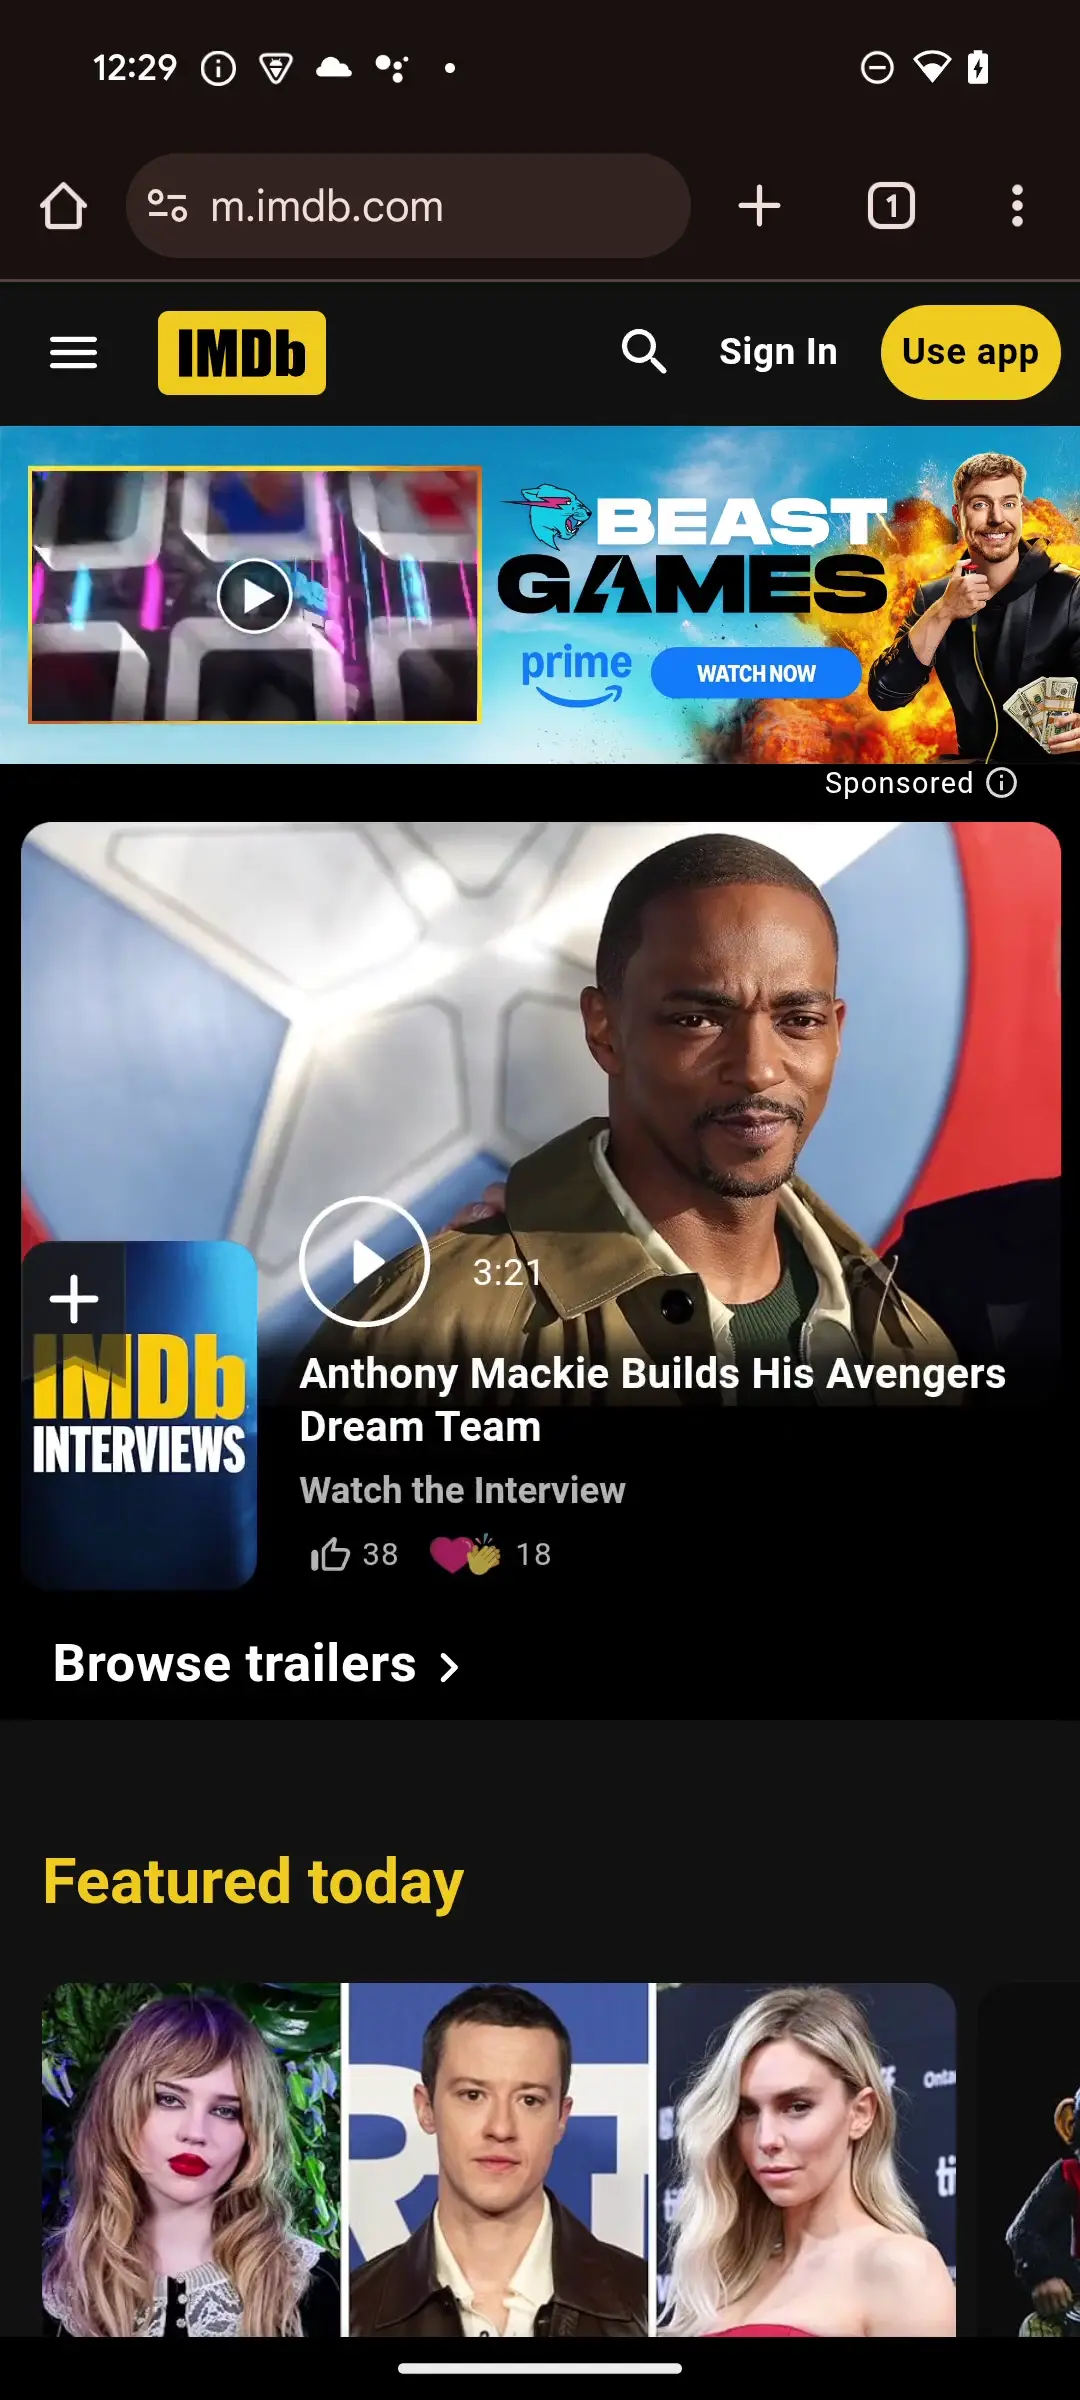 12:29
m.imdb.com
1
IMDb
Sign In
Use app
BEAST
GAMES
prime
WATCH NOW
Sponsored
3:21
IMDb
INTERVIEWS
Anthony Mackie Builds His Avengers
Dream Team
Watch the Interview
38
18
Browse trailers
Featured today